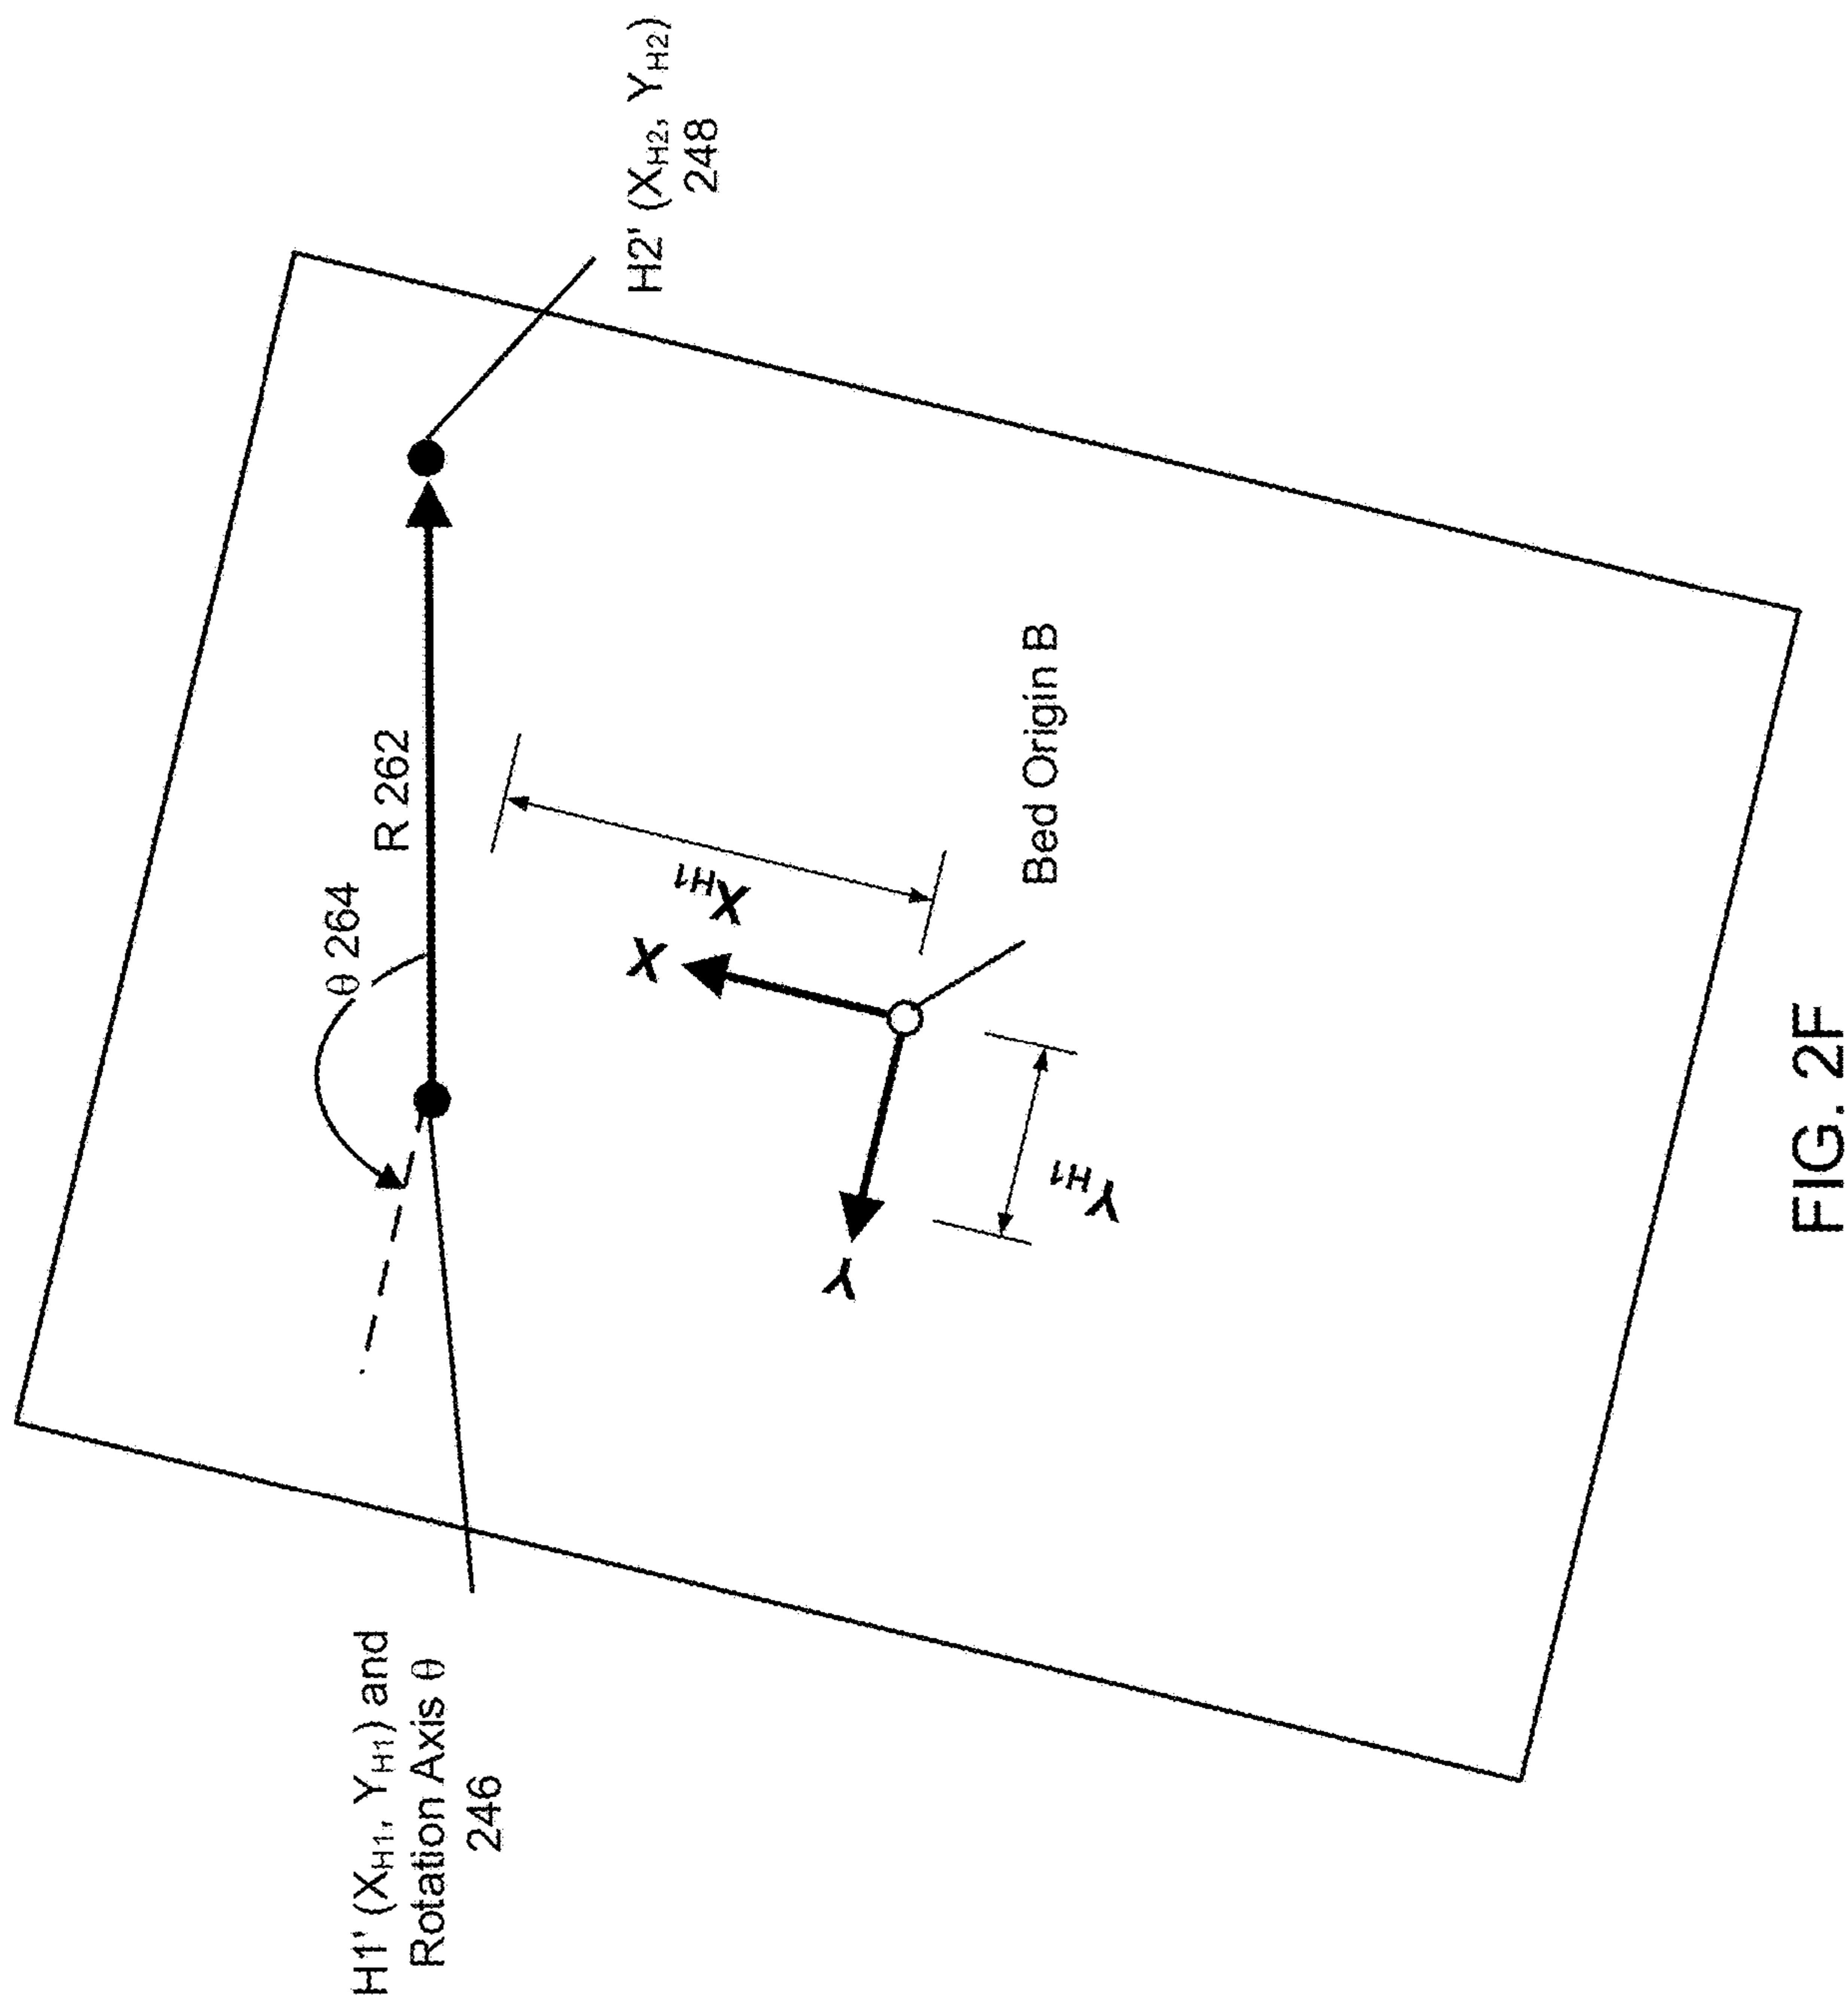 H1' (XH1, YH1) and
Rotation Axis θ
246
H2' (XH2, YH2)
248
θ 264
R 262
X
XH1
Y
YH1
Bed Origin B
FIG. 2F